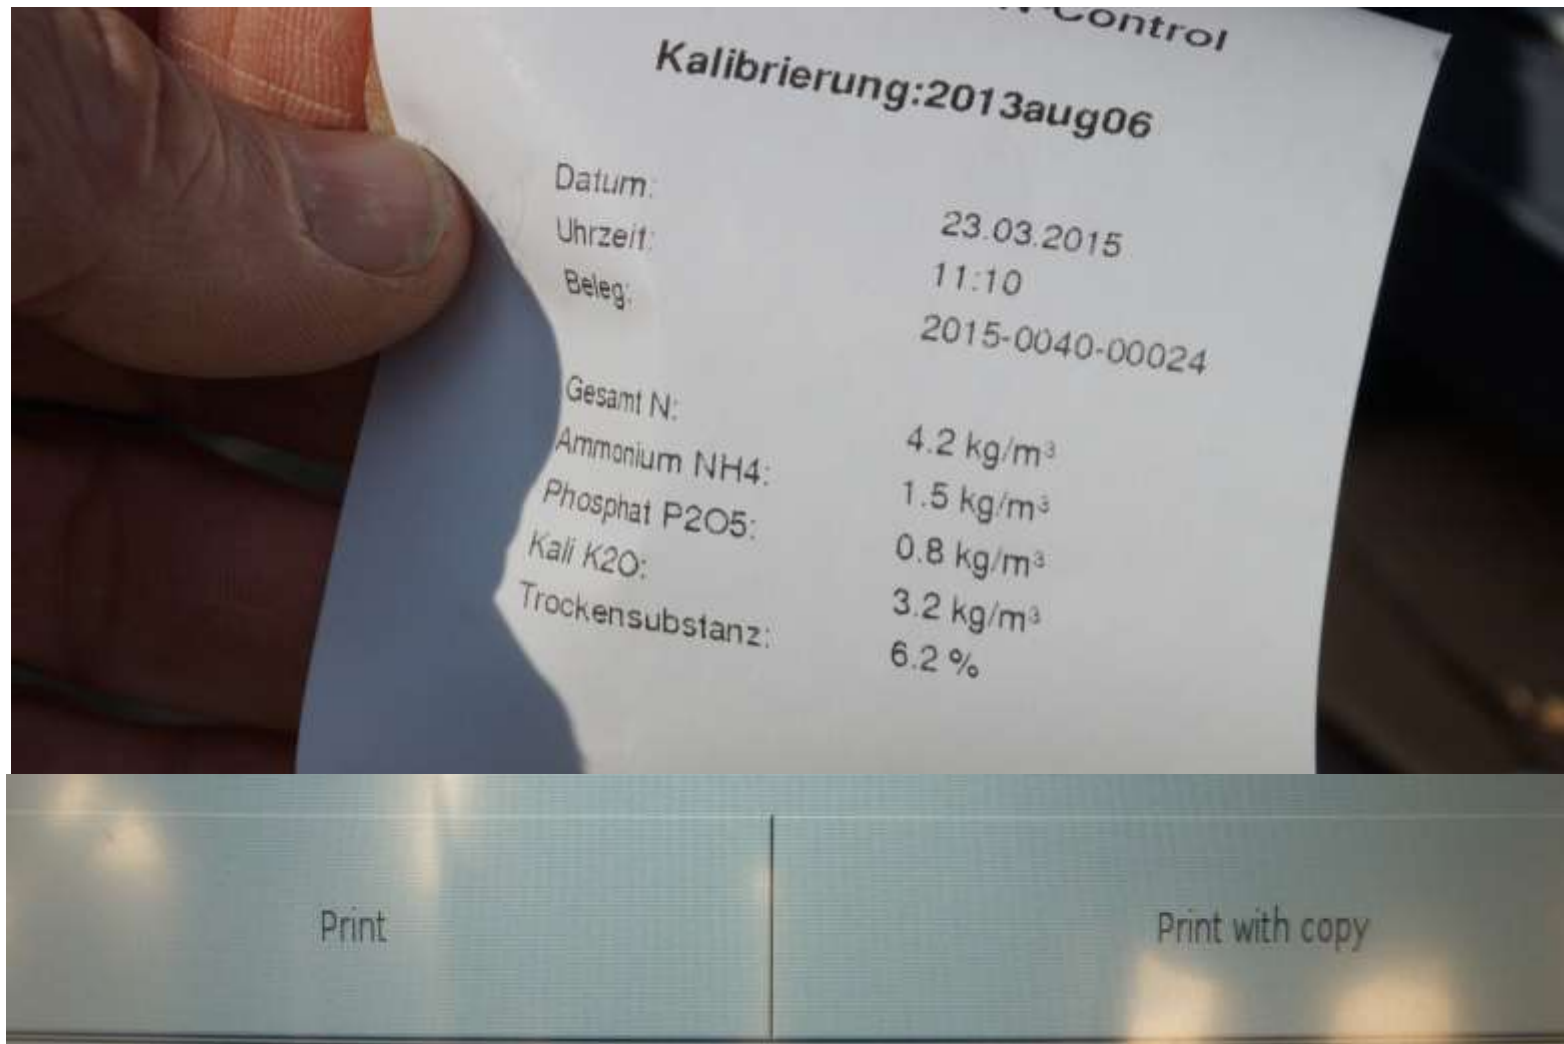 Control
Kalibrierung:2013aug06
Datum: 23.03.2015
Uhrzeit: 11:10
Beleg: 2015-0040-00024
Gesamt N: 4.2 kg/m³
Ammonium NH4: 1.5 kg/m³
Phosphat P2O5: 0.8 kg/m³
Kali K2O: 3.2 kg/m³
Trockensubstanz: 6.2 %
Print
Print with copy